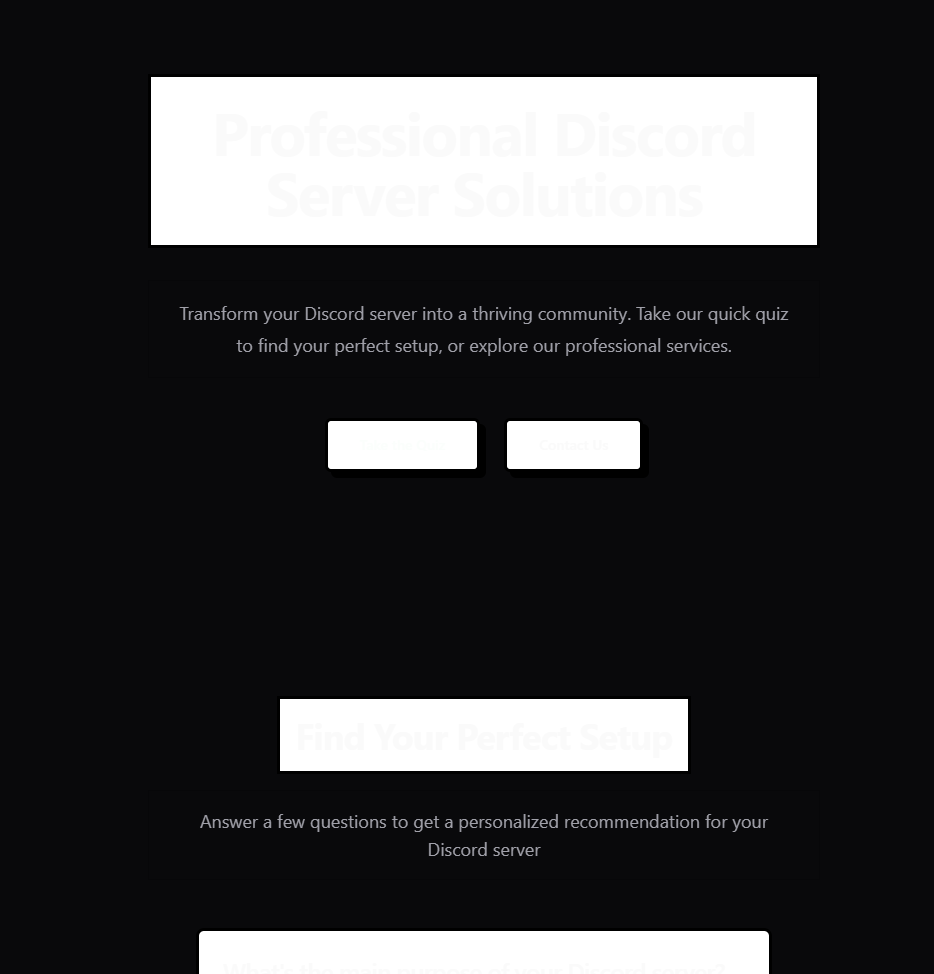 Professional Discord
Server Solutions
Transform your Discord server into a thriving community. Take our quick quiz
to find your perfect setup, or explore our professional services.
Contact Us
Find Your Perfect Setup
Answer a few questions to get a personalized recommendation for your
Discord server
What's the main purpose of your Discord server?